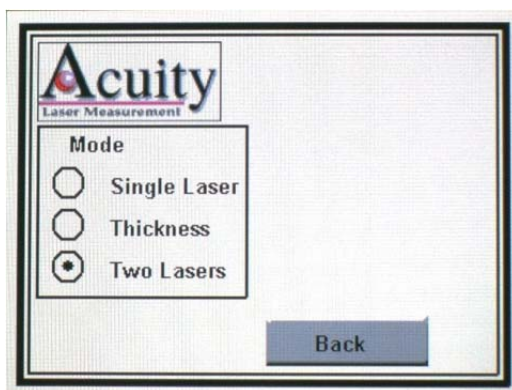 Acuity
Laser Measurement
Mode
Single Laser
Thickness
Two Lasers
Back